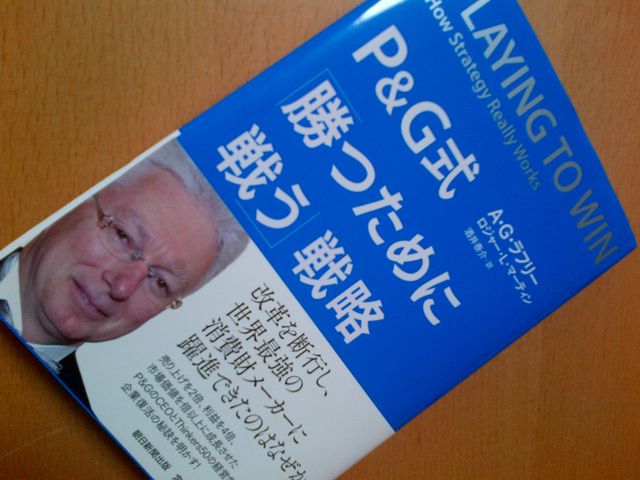 LAYING TO WIN
How Strategy Really Works
P&G式
「勝つために
戦う」戦略
A・G・ラフリー
ロジャー・L・マーティン
酒井泰介・訳
改革を断行し、
世界最強の
消費財メーカーに
躍進できたのはなぜか
売り上げを2倍、利益を4倍、
市場価値を倍以上に成長させた
P&GのCEOとThinkers50の経営
企業復活の秘訣を明かす!
朝日新聞出版